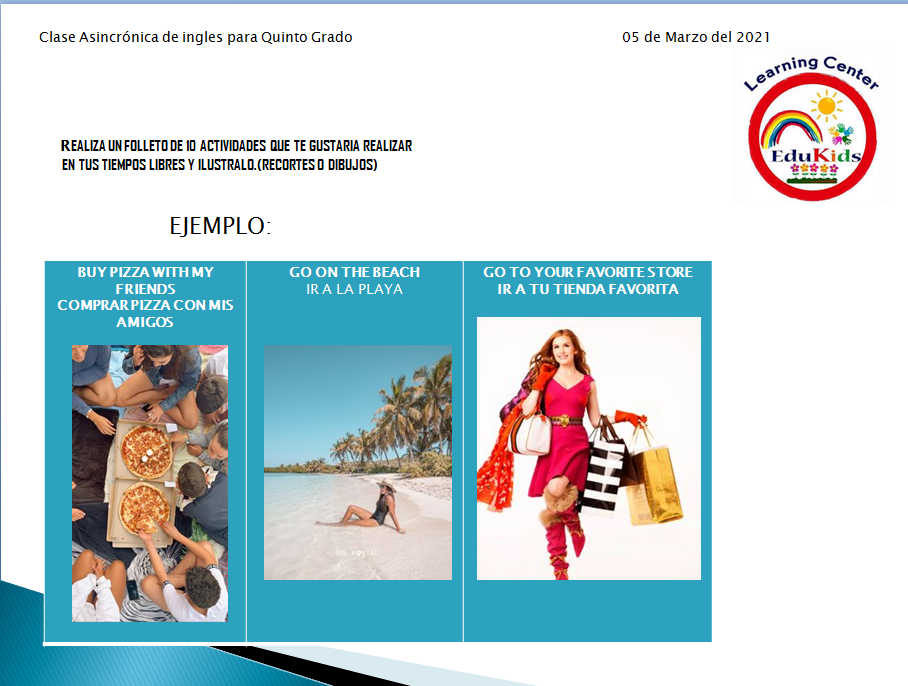 Clase Asincrónica de ingles para Quinto Grado
05 de Marzo del 2021
Learning Center
EduKids
REALIZA UN FOLLETO DE 10 ACTIVIDADES QUE TE GUSTARIA REALIZAR
EN TUS TIEMPOS LIBRES Y ILUSTRALO.(RECORTES O DIBUJOS)
EJEMPLO:
BUY PIZZA WITH MY
FRIENDS
COMPRAR PIZZA CON MIS
AMIGOS
GO ON THE BEACH
IR A LA PLAYA
GO TO YOUR FAVORITE STORE
IR A TU TIENDA FAVORITA